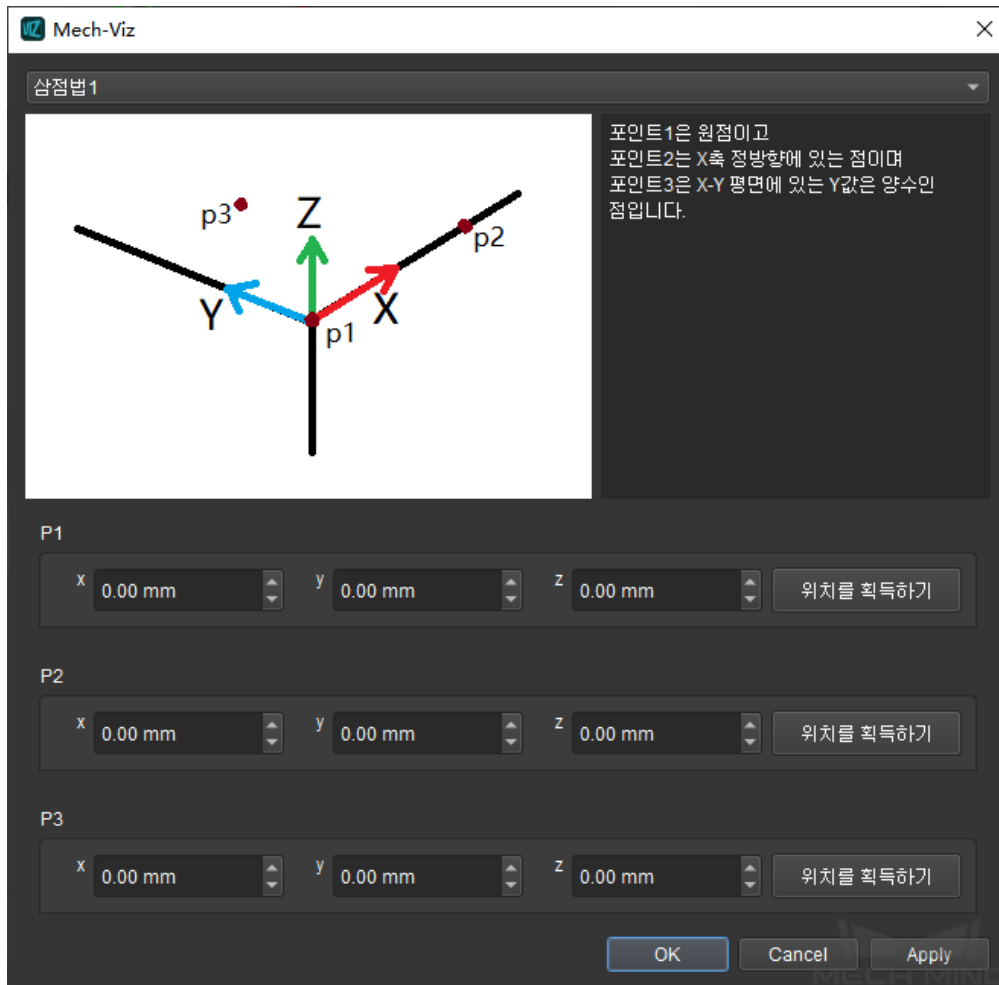 Mech-Viz
삼점법1
포인트1은 원점이고
포인트2는 X축 정방향에 있는 점이며
포인트3은 X-Y 평면에 있는 Y값은 양수인
점입니다.
p3 Z p2
Y X
p1
P1
x 0.00 mm y 0.00 mm z 0.00 mm 위치를 획득하기
P2
x 0.00 mm y 0.00 mm z 0.00 mm 위치를 획득하기
P3
x 0.00 mm y 0.00 mm z 0.00 mm 위치를 획득하기
OK Cancel Apply
MECH MIND